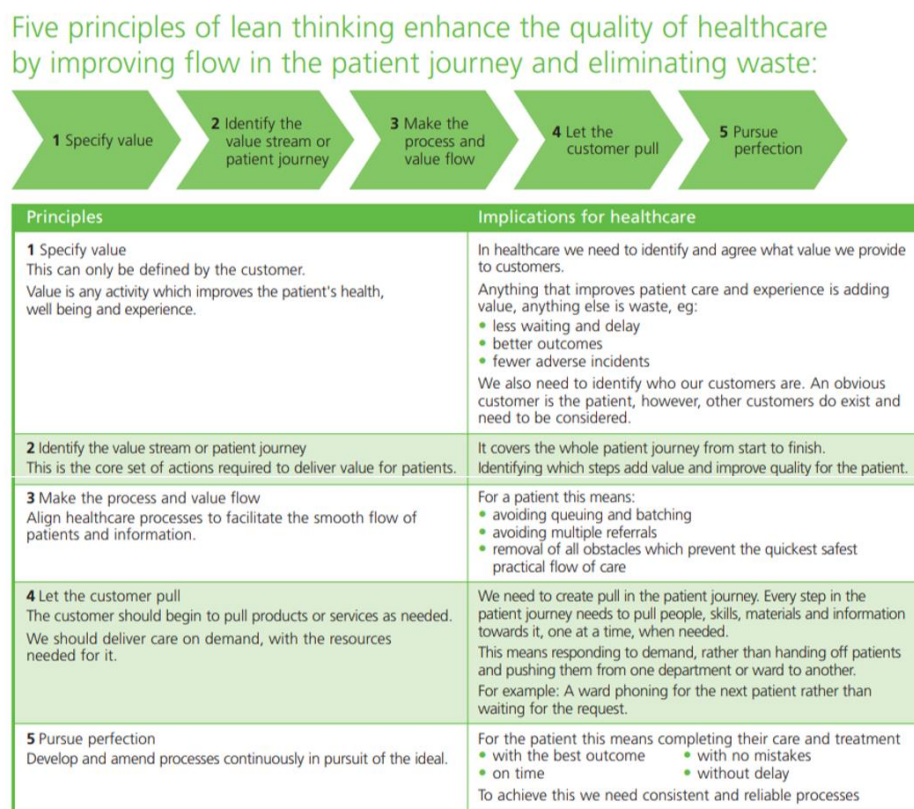 Five principles of lean thinking enhance the quality of healthcare
by improving flow in the patient journey and eliminating waste:
1 Specify value
2 Identify the
value stream or
patient journey
3 Make the
process and
value flow
4 Let the
customer pull
5 Pursue
perfection
Principles
Implications for healthcare
1 Specify value
This can only be defined by the customer.
Value is any activity which improves the patient's health,
well being and experience.
In healthcare we need to identify and agree what value we provide
to customers.
Anything that improves patient care and experience is adding
value, anything else is waste, eg:
• less waiting and delay
• better outcomes
• fewer adverse incidents
We also need to identify who our customers are. An obvious
customer is the patient, however, other customers do exist and
need to be considered.
2 Identify the value stream or patient journey
This is the core set of actions required to deliver value for patients.
It covers the whole patient journey from start to finish.
Identifying which steps add value and improve quality for the patient.
3 Make the process and value flow
Align healthcare processes to facilitate the smooth flow of
patients and information.
For a patient this means:
• avoiding queuing and batching
• avoiding multiple referrals
• removal of all obstacles which prevent the quickest safest
practical flow of care
4 Let the customer pull
The customer should begin to pull products or services as needed.
We should deliver care on demand, with the resources
needed for it.
We need to create pull in the patient journey. Every step in the
patient journey needs to pull people, skills, materials and information
towards it, one at a time, when needed.
This means responding to demand, rather than handing off patients
and pushing them from one department or ward to another.
For example: A ward phoning for the next patient rather than
waiting for the request.
5 Pursue perfection
Develop and amend processes continuously in pursuit of the ideal.
For the patient this means completing their care and treatment
• with the best outcome • with no mistakes
• on time • without delay
To achieve this we need consistent and reliable processes